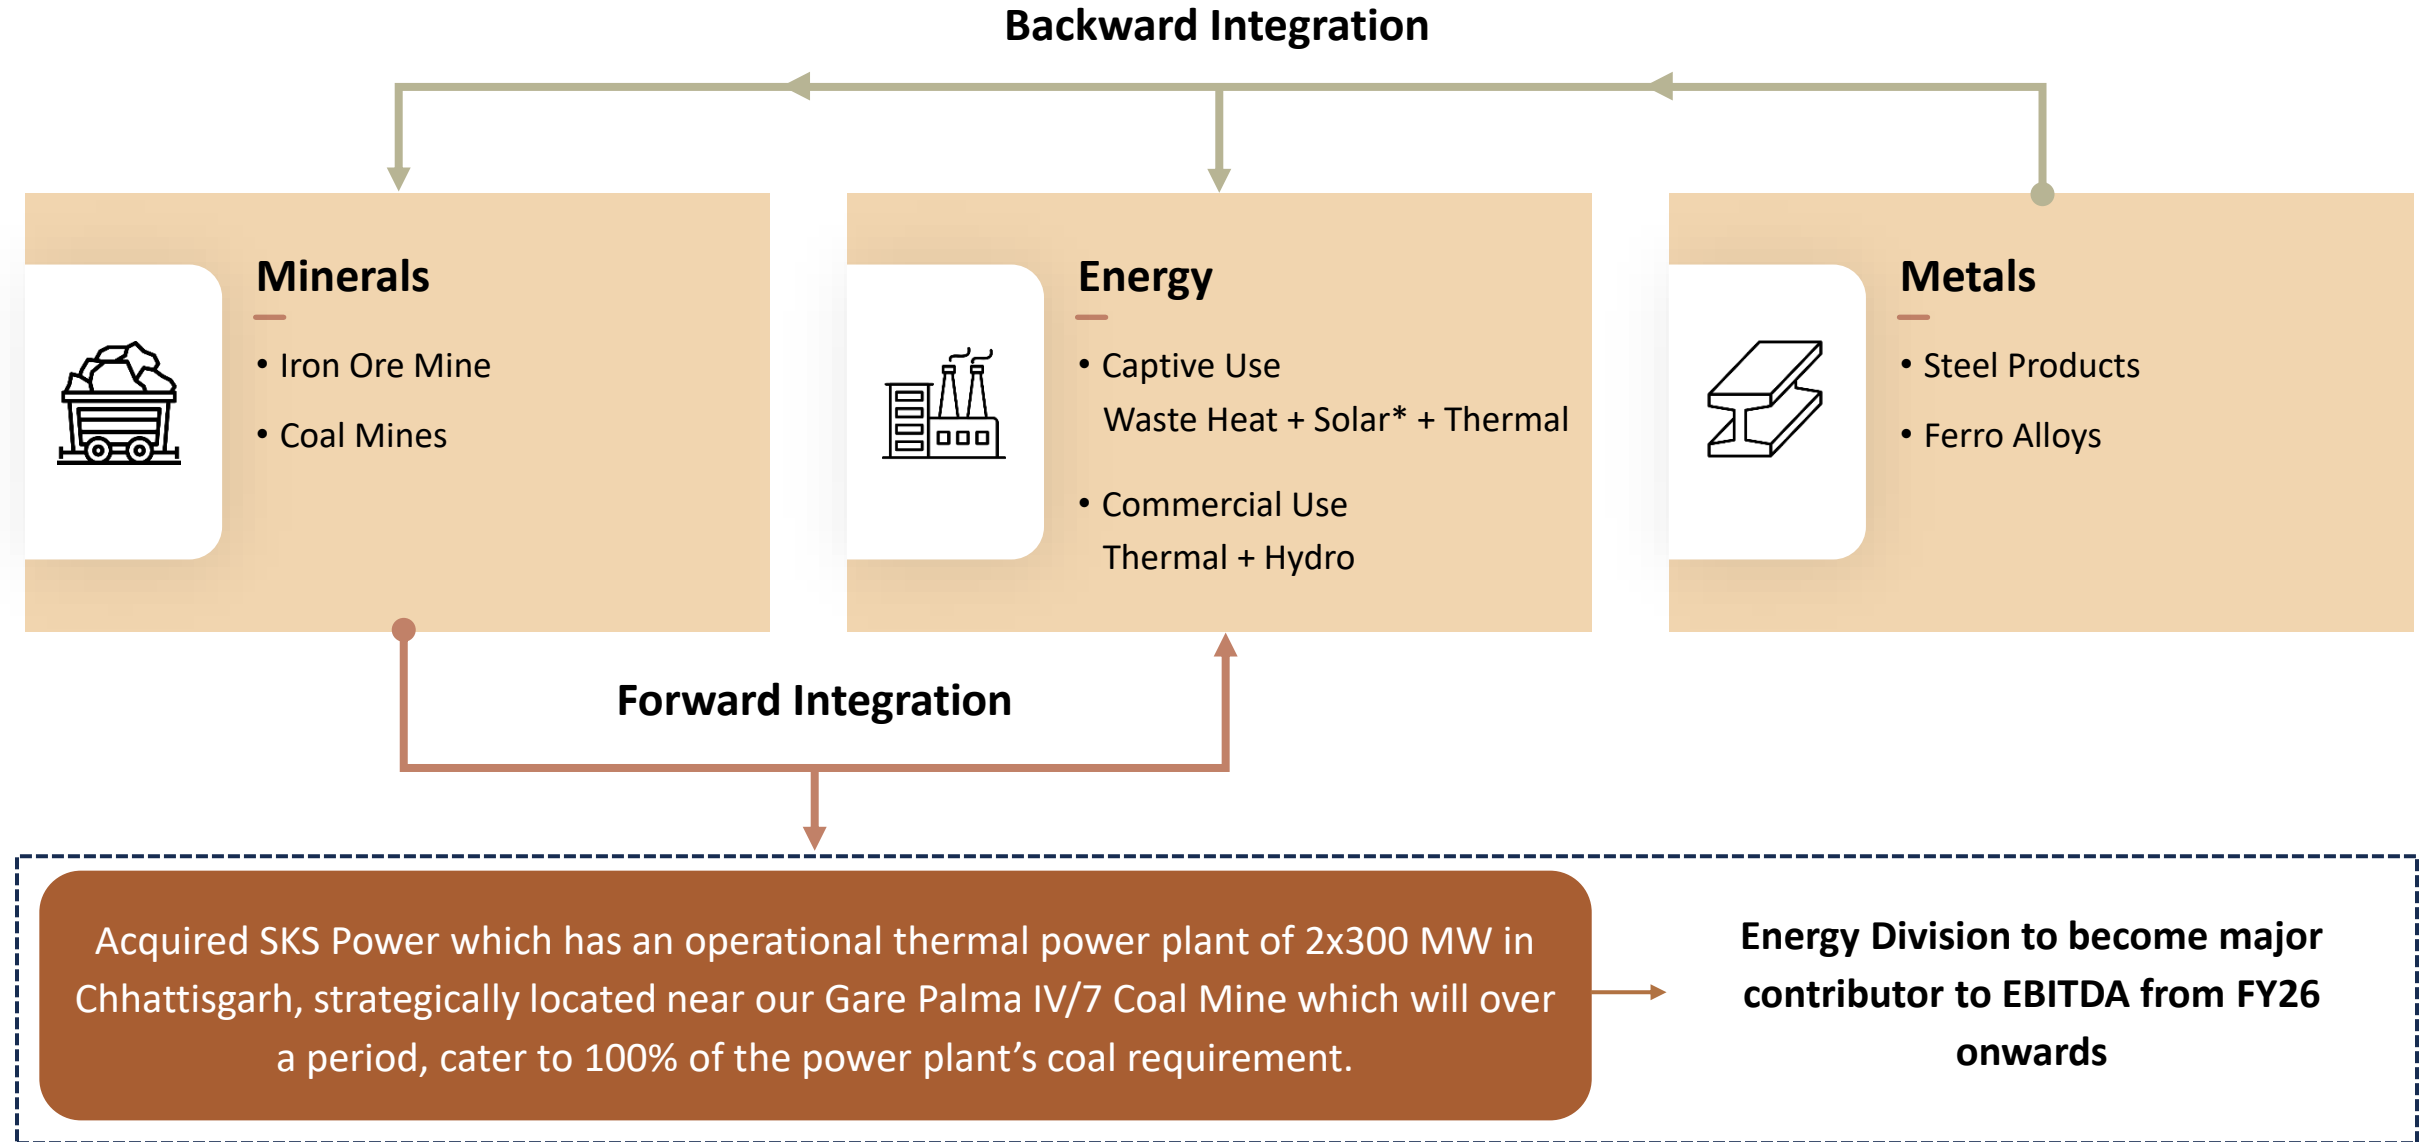 Backward Integration
Minerals
• Iron Ore Mine
• Coal Mines
Energy
• Captive Use
Waste Heat + Solar* + Thermal
• Commercial Use
Thermal + Hydro
Metals
• Steel Products
• Ferro Alloys
Forward Integration
Acquired SKS Power which has an operational thermal power plant of 2x300 MW in
Chhattisgarh, strategically located near our Gare Palma IV/7 Coal Mine which will over
a period, cater to 100% of the power plant’s coal requirement.
Energy Division to become major
contributor to EBITDA from FY26
onwards